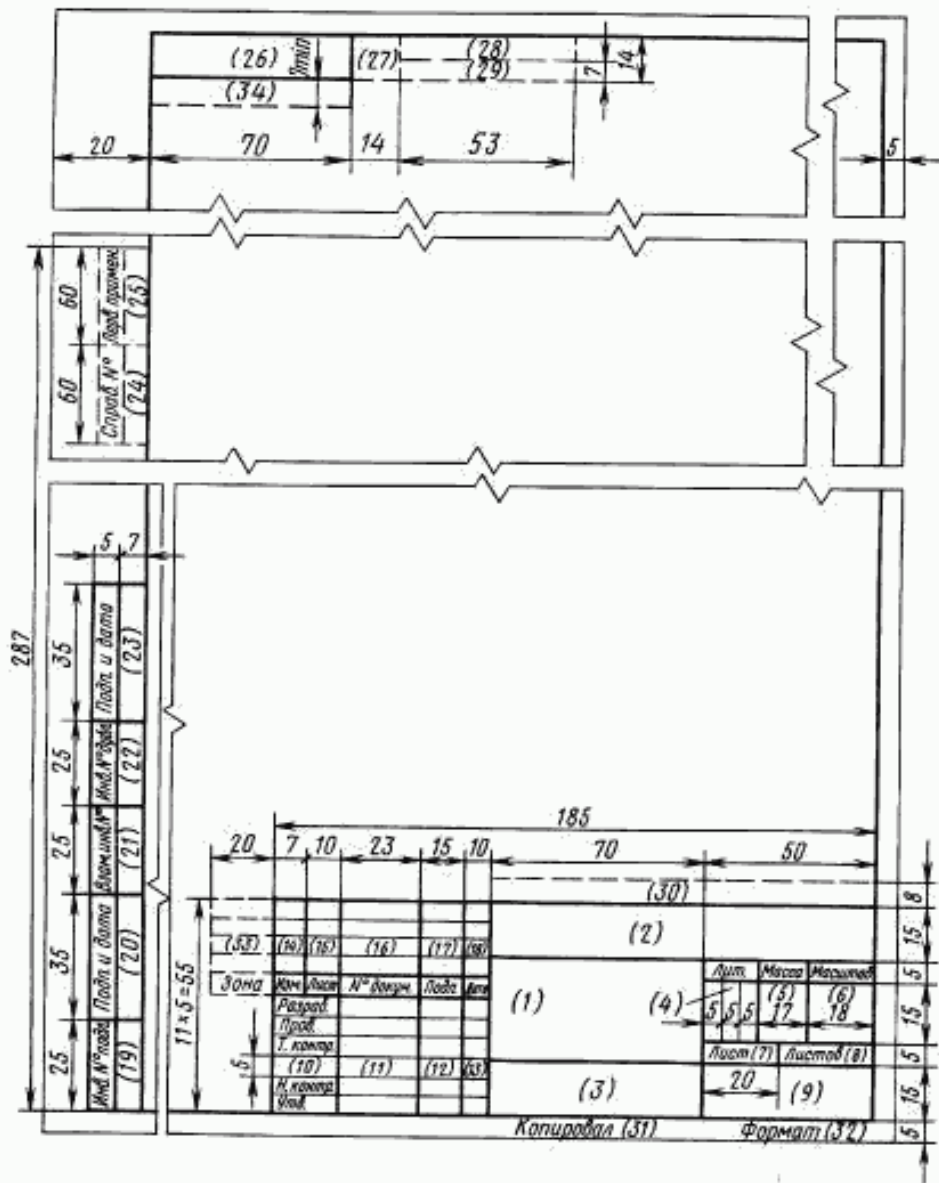 (26) 7min (27) (28)
(29) 7 14
(34)
20 70 14 53 5
60 Перв. примен. (25)
60 Справ. № (24)
287
5 7
35 Подп. и дата (23)
25 Инв. № дубл. (22)
25 Взам. инв. № (21)
35 Подп. и дата (20)
25 Инв. № подл. (19)
185
20 7 10 23 15 10 70 50
(30) 8
(2) 15
(33) (14) (15) (16) (17) (18)
Лит. Масса Масштаб 5
Зона Изм. Лист № докум. Подп. Дата (1) (4) (5) (6)
11×5=55
Разраб. 5 5 5 17 18 15
Пров.
Т. контр. Лист (7) Листов (8) 5
5 (10) (11) (12) (13)
Н. контр. (3) 20 (9) 15
Утв.
Копировал (31) Формат (32) 5